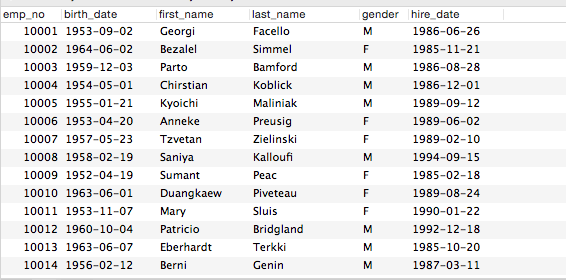 emp_no birth_date first_name last_name gender hire_date
10001 1953-09-02 Georgi Facello M 1986-06-26
10002 1964-06-02 Bezalel Simmel F 1985-11-21
10003 1959-12-03 Parto Bamford M 1986-08-28
10004 1954-05-01 Chirstian Koblick M 1986-12-01
10005 1955-01-21 Kyoichi Maliniak M 1989-09-12
10006 1953-04-20 Anneke Preusig F 1989-06-02
10007 1957-05-23 Tzvetan Zielinski F 1989-02-10
10008 1958-02-19 Saniya Kalloufi M 1994-09-15
10009 1952-04-19 Sumant Peac F 1985-02-18
10010 1963-06-01 Duangkaew Piveteau F 1989-08-24
10011 1953-11-07 Mary Sluis F 1990-01-22
10012 1960-10-04 Patricio Bridgland M 1992-12-18
10013 1963-06-07 Eberhardt Terkki M 1985-10-20
10014 1956-02-12 Berni Genin M 1987-03-11